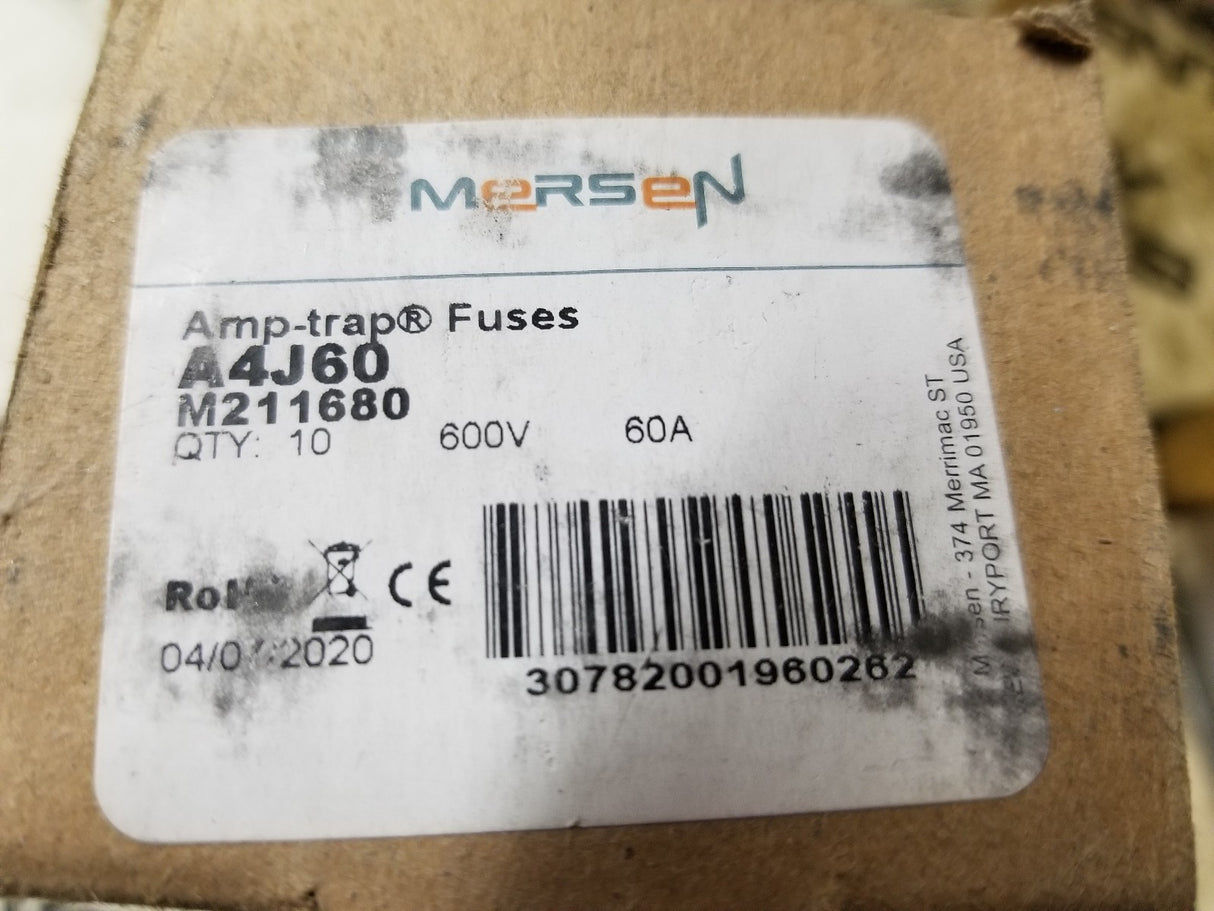 MeRSeN
Amp-trap® Fuses
A4J60
M211680
QTY: 10 600V 60A
CE
30782001960262
374 Merrimac ST
MA 01950 USA